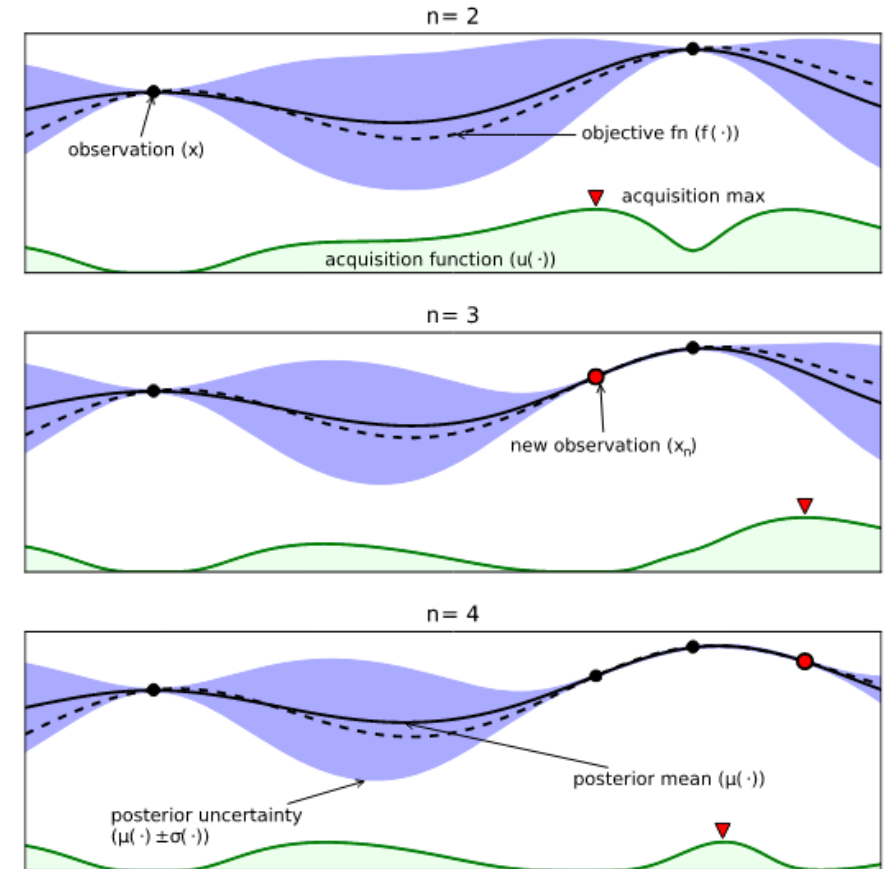 n= 2
observation (x)
objective fn (f(·))
acquisition max
acquisition function (u(·))
n= 3
new observation (xₙ)
n= 4
posterior mean (μ(·))
posterior uncertainty
(μ(·)±σ(·))